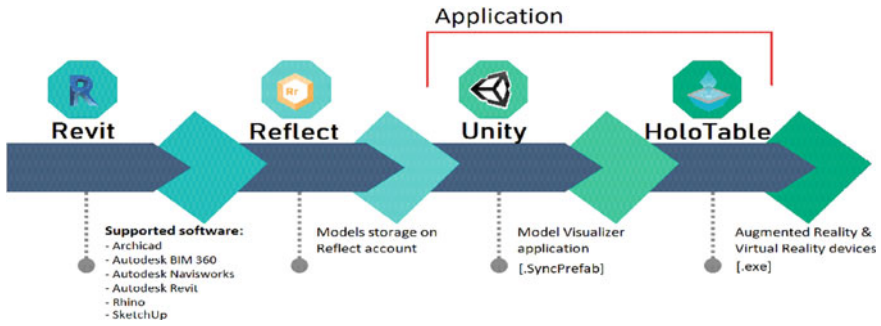 Application
R
Rr
Revit
Reflect
Unity
HoloTable
Supported software:
- Archicad
- Autodesk BIM 360
- Autodesk Navisworks
- Autodesk Revit
- Rhino
- SketchUp
Models storage on
Reflect account
Model Visualizer
application
[.SyncPrefab]
Augmented Reality &
Virtual Reality devices
[.exe]